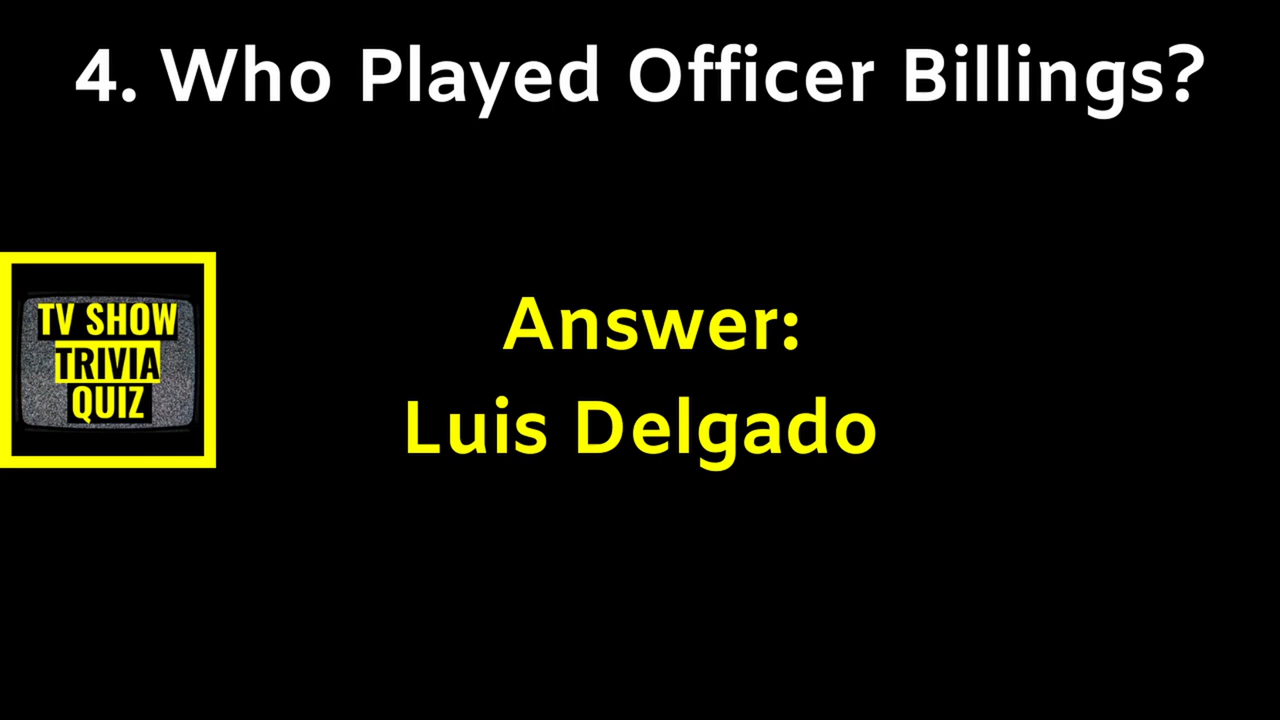 4. Who Played Officer Billings?
TV SHOW
TRIVIA
QUIZ
Answer:
Luis Delgado